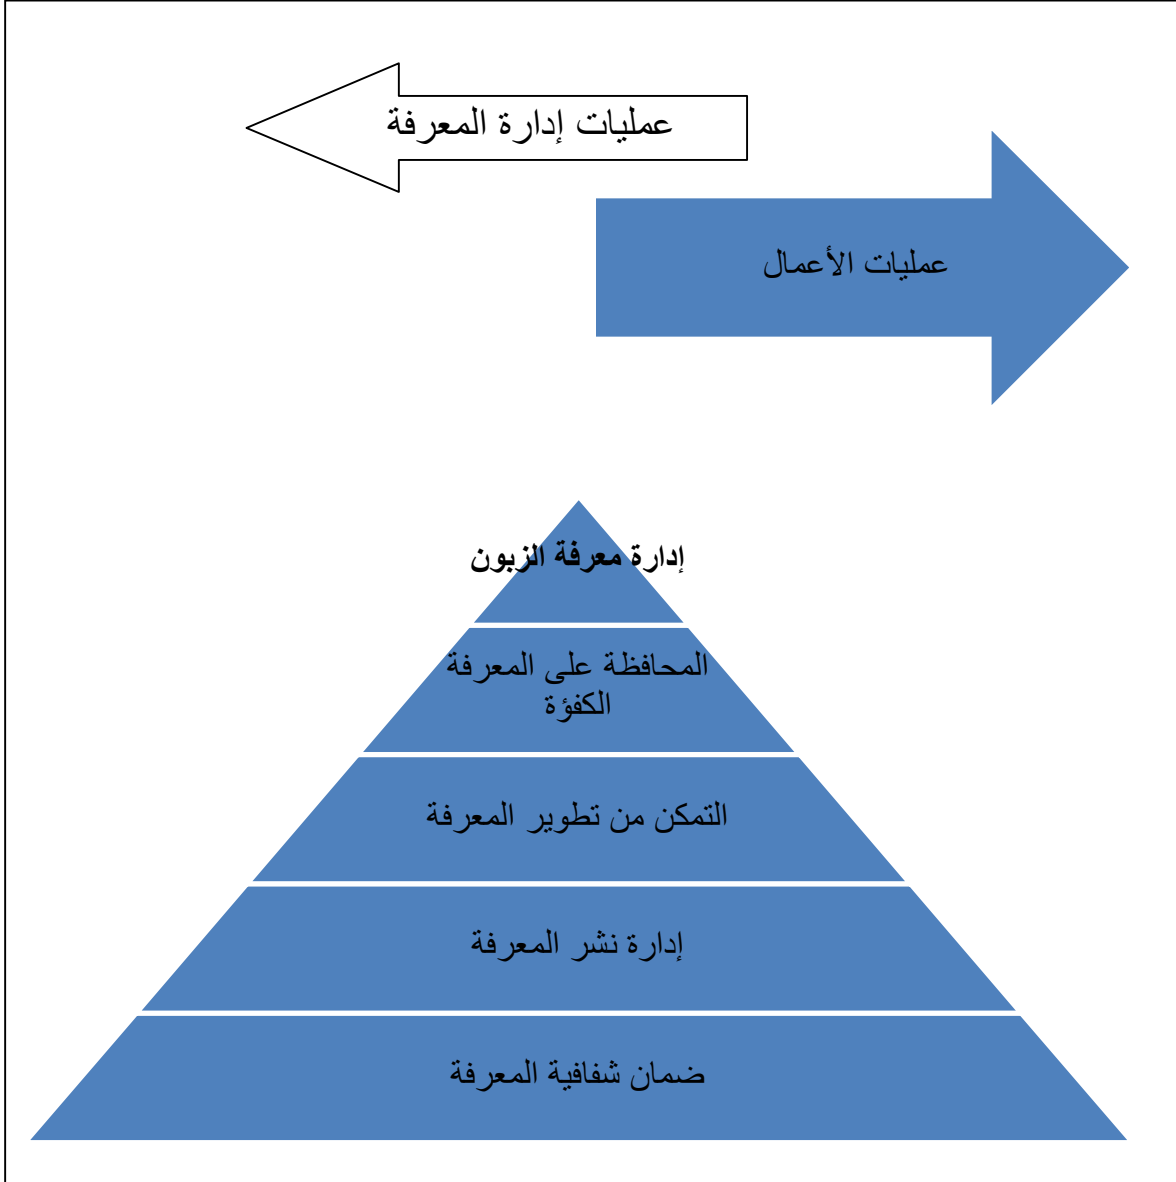 عمليات إدارة المعرفة
عمليات الأعمال
إدارة معرفة الزبون
المحافظة على المعرفة
الكفؤة
التمكن من تطوير المعرفة
إدارة نشر المعرفة
ضمان شفافية المعرفة